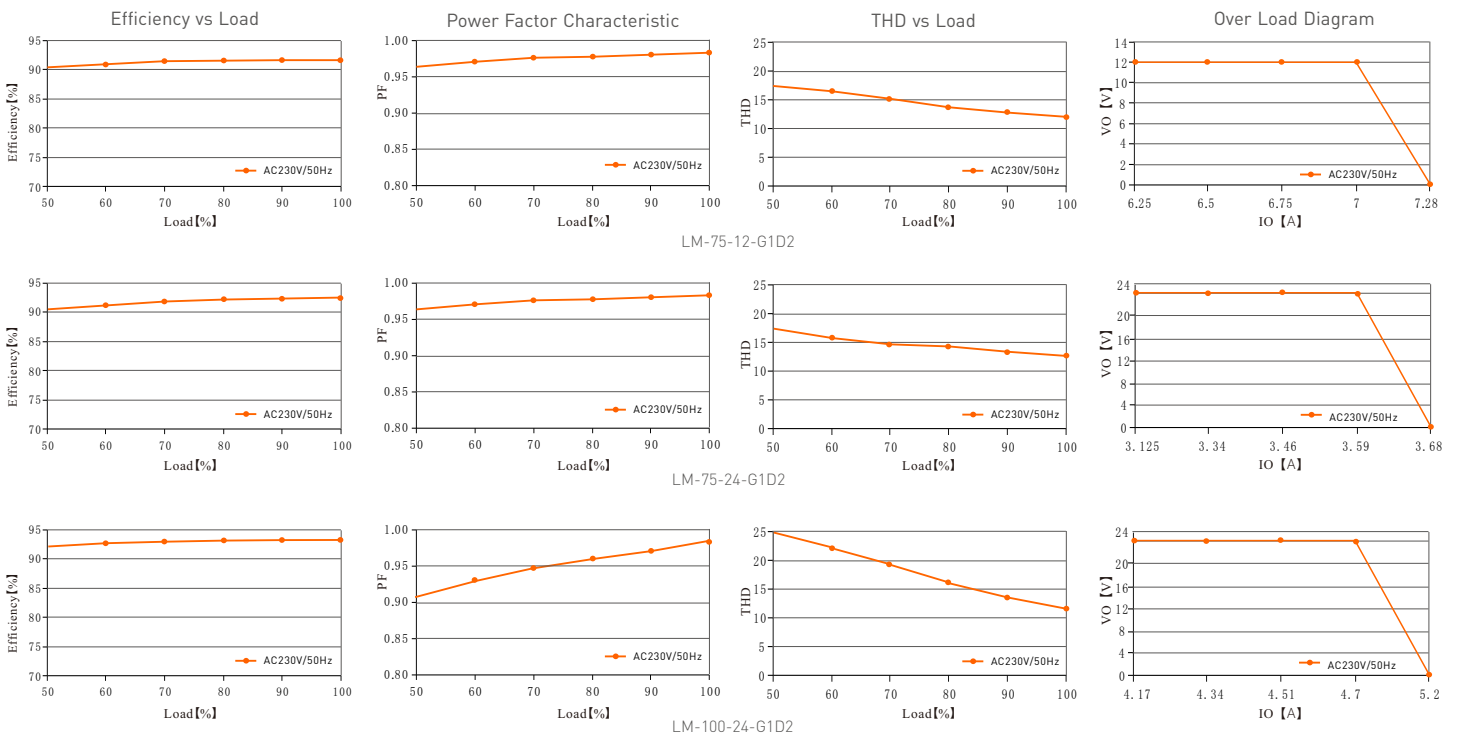 Efficiency vs Load
Power Factor Characteristic
THD vs Load
Over Load Diagram
95
90
85
80
75
70
Efficiency【%】
50 60 70 80 90 100
Load【%】
AC230V/50Hz
1.00
0.95
0.90
0.85
0.80
PF
50 60 70 80 90 100
Load【%】
AC230V/50Hz
25
20
15
10
5
0
THD
50 60 70 80 90 100
Load【%】
AC230V/50Hz
14
12
10
8
6
4
2
0
VO【V】
6.25 6.5 6.75 7 7.28
IO【A】
AC230V/50Hz
LM-75-12-G1D2
95
90
85
80
75
70
Efficiency【%】
50 60 70 80 90 100
Load【%】
AC230V/50Hz
1.00
0.95
0.90
0.85
0.80
PF
50 60 70 80 90 100
Load【%】
AC230V/50Hz
25
20
15
10
5
0
THD
50 60 70 80 90 100
Load【%】
AC230V/50Hz
24
20
16
12
8
4
0
VO【V】
3.125 3.34 3.46 3.59 3.68
IO【A】
AC230V/50Hz
LM-75-24-G1D2
95
90
85
80
75
70
Efficiency【%】
50 60 70 80 90 100
Load【%】
AC230V/50Hz
1.00
0.95
0.90
0.85
0.80
PF
50 60 70 80 90 100
Load【%】
AC230V/50Hz
25
20
15
10
5
0
THD
50 60 70 80 90 100
Load【%】
AC230V/50Hz
24
20
16
12
8
4
0
VO【V】
4.17 4.34 4.51 4.7 5.2
IO【A】
AC230V/50Hz
LM-100-24-G1D2